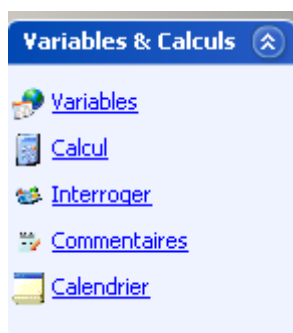 Variables & Calculs
Variables
Calcul
Interroger
Commentaires
Calendrier